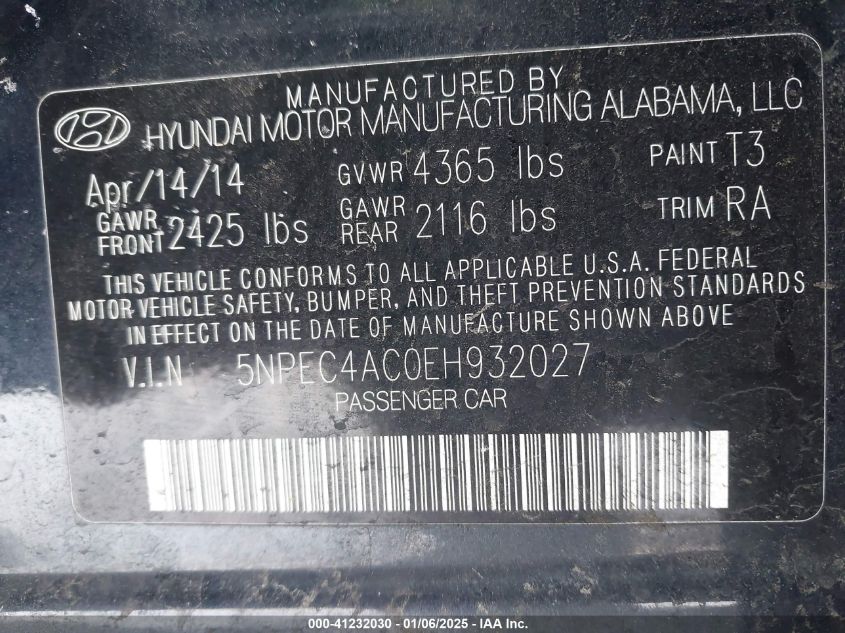 MANUFACTURED BY
HYUNDAI MOTOR MANUFACTURING ALABAMA, LLC
Apr/14/14 GVWR 4365 lbs PAINT T3
GAWR FRONT 2425 lbs GAWR REAR 2116 lbs TRIM RA
THIS VEHICLE CONFORMS TO ALL APPLICABLE U.S.A. FEDERAL
MOTOR VEHICLE SAFETY, BUMPER, AND THEFT PREVENTION STANDARDS
IN EFFECT ON THE DATE OF MANUFACTURE SHOWN ABOVE
V.I.N 5NPEC4AC0EH932027
PASSENGER CAR
000-41232030 - 01/06/2025 - © IAA Inc.